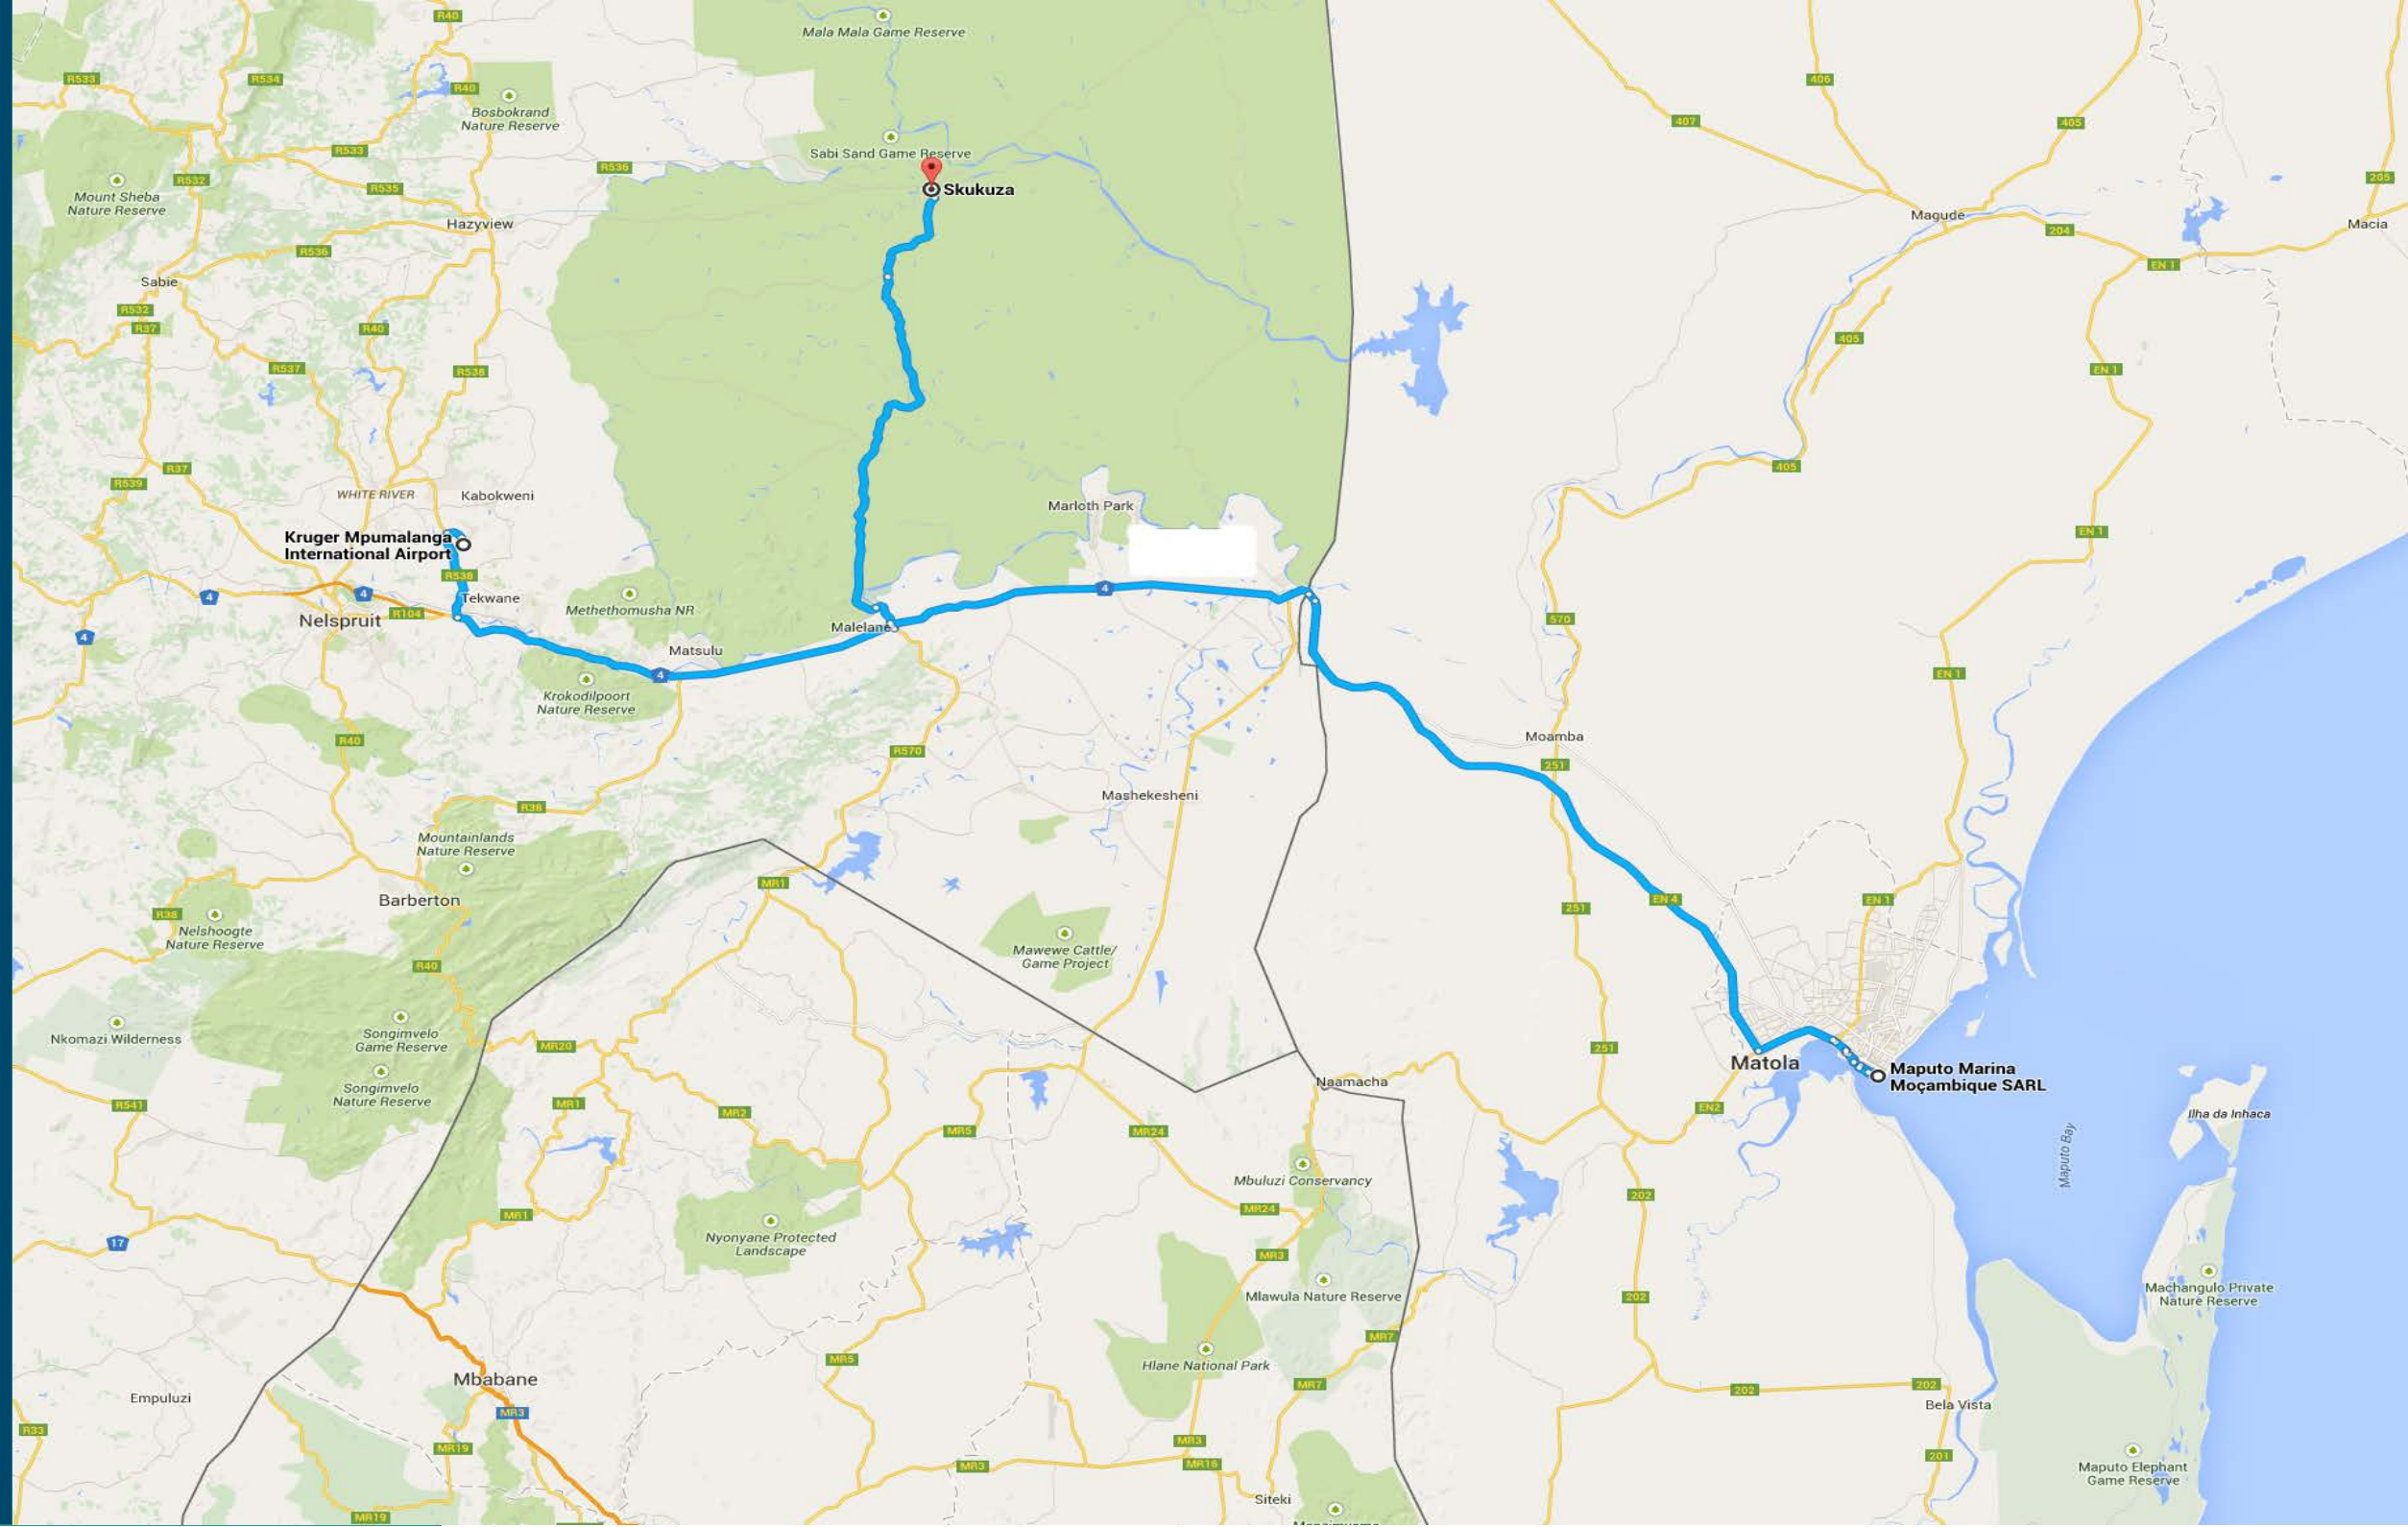 R40
Mala Mala Game Reserve
R533
R534
R40
406
Bosbokrand
Nature Reserve
407
405
R533
Sabi Sand Game Reserve
R536
R532
R535
Skukuza
205
Mount Sheba
Nature Reserve
Hazyview
Magude
204
Macia
R536
EN 1
Sabie
R532
R37
R40
405
R537
R538
EN 1
R37
R539
405
WHITE RIVER
Kabokweni
Marloth Park
EN 1
Kruger Mpumalanga
International Airport
R538
4
4
Tekwane
4
R104
Methethomusha NR
Nelspruit
570
4
Malelane
Matsulu
4
EN 1
Krokodilpoort
Nature Reserve
R40
R570
Moamba
251
Mashekesheni
R38
Mountainlands
Nature Reserve
MR1
Barberton
EN 4
EN 1
R38
251
Nelshoogte
Nature Reserve
Mawewe Cattle/
Game Project
R40
Nkomazi Wilderness
Songimvelo
Game Reserve
MR20
251
Matola
Maputo Marina
Moçambique SARL
Songimvelo
Nature Reserve
Naamacha
R541
MR1
MR2
EN2
Ilha da Inhaca
MR5
MR24
Maputo Bay
Mbuluzi Conservancy
202
MR1
MR24
Nyonyane Protected
Landscape
17
MR3
Mlawula Nature Reserve
202
Machangulo Private
Nature Reserve
MR7
MR5
Hlane National Park
Mbabane
MR7
202
202
Empuluzi
Bela Vista
MR3
R33
MR19
MR3
201
MR3
MR16
Maputo Elephant
Game Reserve
Siteki
MR19